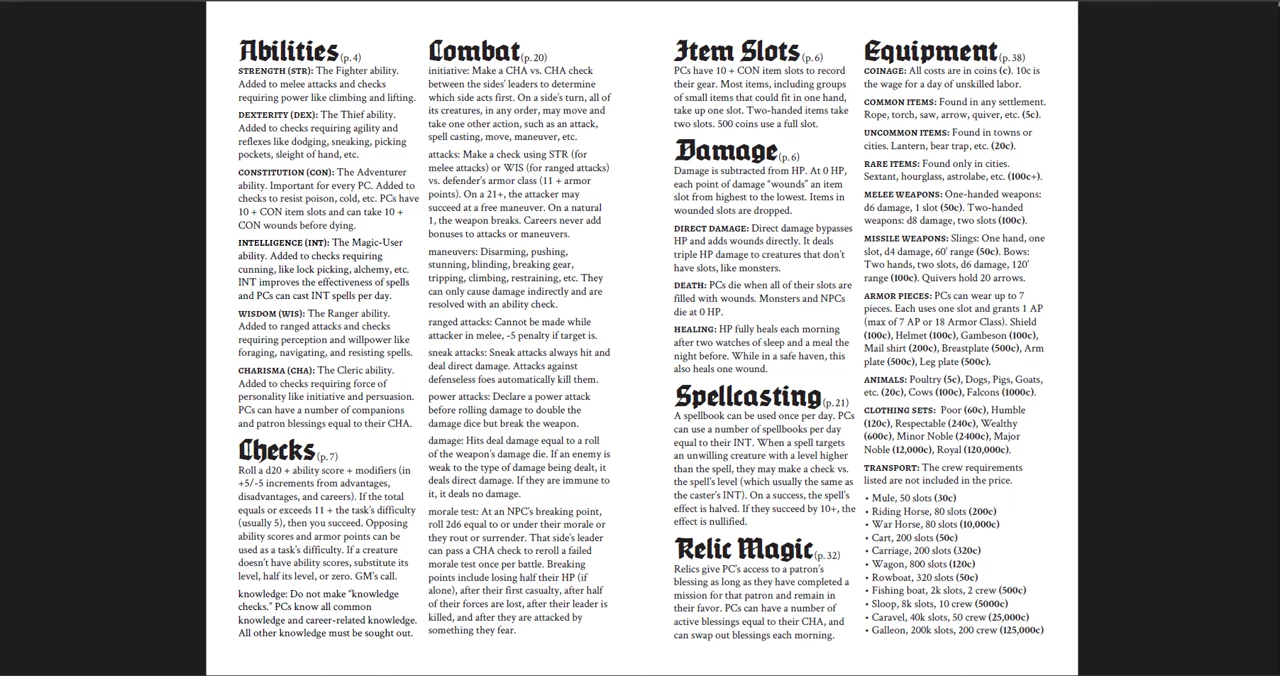 Abilities(p. 4)
STRENGTH (STR): The Fighter ability.
Added to melee attacks and checks
requiring power like climbing and lifting.
DEXTERITY (DEX): The Thief ability.
Added to checks requiring agility and
reflexes like dodging, sneaking, picking
pockets, sleight of hand, etc.
CONSTITUTION (CON): The Adventurer
ability. Important for every PC. Added to
checks to resist poison, cold, etc. PCs have
10 + CON item slots and can take 10 +
CON wounds before dying.
INTELLIGENCE (INT): The Magic-User
ability. Added to checks requiring
cunning, like lock picking, alchemy, etc.
INT improves the effectiveness of spells
and PCs can cast INT spells per day.
WISDOM (WIS): The Ranger ability.
Added to ranged attacks and checks
requiring perception and willpower like
foraging, navigating, and resisting spells.
CHARISMA (CHA): The Cleric ability.
Added to checks requiring force of
personality like initiative and persuasion.
PCs can have a number of companions
and patron blessings equal to their CHA.
Checks(p. 7)
Roll a d20 + ability score + modifiers (in
+5/-5 increments from advantages,
disadvantages, and careers). If the total
equals or exceeds 11 + the task's difficulty
(usually 5), then you succeed. Opposing
ability scores and armor points can be
used as a task's difficulty. If a creature
doesn't have ability scores, substitute its
level, half its level, or zero. GM's call.
knowledge: Do not make "knowledge
checks." PCs know all common
knowledge and career-related knowledge.
All other knowledge must be sought out.
Combat(p. 20)
initiative: Make a CHA vs. CHA check
between the sides' leaders to determine
which side acts first. On a side's turn, all of
its creatures, in any order, may move and
take one other action, such as an attack,
spell casting, move, maneuver, etc.
attacks: Make a check using STR (for
melee attacks) or WIS (for ranged attacks)
vs. defender's armor class (11 + armor
points). On a 21+, the attacker may
succeed at a free maneuver. On a natural
1, the weapon breaks. Careers never add
bonuses to attacks or maneuvers.
maneuvers: Disarming, pushing,
stunning, blinding, breaking gear,
tripping, climbing, restraining, etc. They
can only cause damage indirectly and are
resolved with an ability check.
ranged attacks: Cannot be made while
attacker in melee, -5 penalty if target is.
sneak attacks: Sneak attacks always hit and
deal direct damage. Attacks against
defenseless foes automatically kill them.
power attacks: Declare a power attack
before rolling damage to double the
damage dice but break the weapon.
damage: Hits deal damage equal to a roll
of the weapon's damage die. If an enemy is
weak to the type of damage being dealt, it
deals direct damage. If they are immune to
it, it deals no damage.
morale test: At an NPC's breaking point,
roll 2d6 equal to or under their morale or
they rout or surrender. That side's leader
can pass a CHA check to reroll a failed
morale test once per battle. Breaking
points include losing half their HP (if
alone), after their first casualty, after half
of their forces are lost, after their leader is
killed, and after they are attacked by
something they fear.
Item Slots(p. 6)
PCs have 10 + CON item slots to record
their gear. Most items, including groups
of small items that could fit in one hand,
take up one slot. Two-handed items take
two slots. 500 coins use a full slot.
Damage(p. 6)
Damage is subtracted from HP. At 0 HP,
each point of damage "wounds" an item
slot from highest to the lowest. Items in
wounded slots are dropped.
DIRECT DAMAGE: Direct damage bypasses
HP and adds wounds directly. It deals
triple HP damage to creatures that don't
have slots, like monsters.
DEATH: PCs die when all of their slots are
filled with wounds. Monsters and NPCs
die at 0 HP.
HEALING: HP fully heals each morning
after two watches of sleep and a meal the
night before. While in a safe haven, this
also heals one wound.
Spellcasting(p. 21)
A spellbook can be used once per day. PCs
can use a number of spellbooks per day
equal to their INT. When a spell targets
an unwilling creature with a level higher
than the spell, they may make a check vs.
the spell's level (which usually the same as
the caster's INT). On a success, the spell's
effect is halved. If they succeed by 10+, the
effect is nullified.
Relic Magic(p. 32)
Relics give PC's access to a patron's
blessing as long as they have completed a
mission for that patron and remain in
their favor. PCs can have a number of
active blessings equal to their CHA, and
can swap out blessings each morning.
Equipment(p. 38)
COINAGE: All costs are in coins (c). 10c is
the wage for a day of unskilled labor.
COMMON ITEMS: Found in any settlement.
Rope, torch, saw, arrow, quiver, etc. (5c).
UNCOMMON ITEMS: Found in towns or
cities. Lantern, bear trap, etc. (20c).
RARE ITEMS: Found only in cities.
Sextant, hourglass, astrolabe, etc. (100c+).
MELEE WEAPONS: One-handed weapons:
d6 damage, 1 slot (50c). Two-handed
weapons: d8 damage, two slots (100c).
MISSILE WEAPONS: Slings: One hand, one
slot, d4 damage, 60' range (50c). Bows:
Two hands, two slots, d6 damage, 120'
range (100c). Quivers hold 20 arrows.
ARMOR PIECES: PCs can wear up to 7
pieces. Each uses one slot and grants 1 AP
(max of 7 AP or 18 Armor Class). Shield
(100c), Helmet (100c), Gambeson (100c),
Mail shirt (200c), Breastplate (500c), Arm
plate (500c), Leg plate (500c).
ANIMALS: Poultry (5c), Dogs, Pigs, Goats,
etc. (20c), Cows (100c), Falcons (1000c).
CLOTHING SETS: Poor (60c), Humble
(120c), Respectable (240c), Wealthy
(600c), Minor Noble (2400c), Major
Noble (12,000c), Royal (120,000c).
TRANSPORT: The crew requirements
listed are not included in the price.
• Mule, 50 slots (30c)
• Riding Horse, 80 slots (200c)
• War Horse, 80 slots (10,000c)
• Cart, 200 slots (50c)
• Carriage, 200 slots (320c)
• Wagon, 800 slots (120c)
• Rowboat, 320 slots (50c)
• Fishing boat, 2k slots, 2 crew (500c)
• Sloop, 8k slots, 10 crew (5000c)
• Caravel, 40k slots, 50 crew (25,000c)
• Galleon, 200k slots, 200 crew (125,000c)